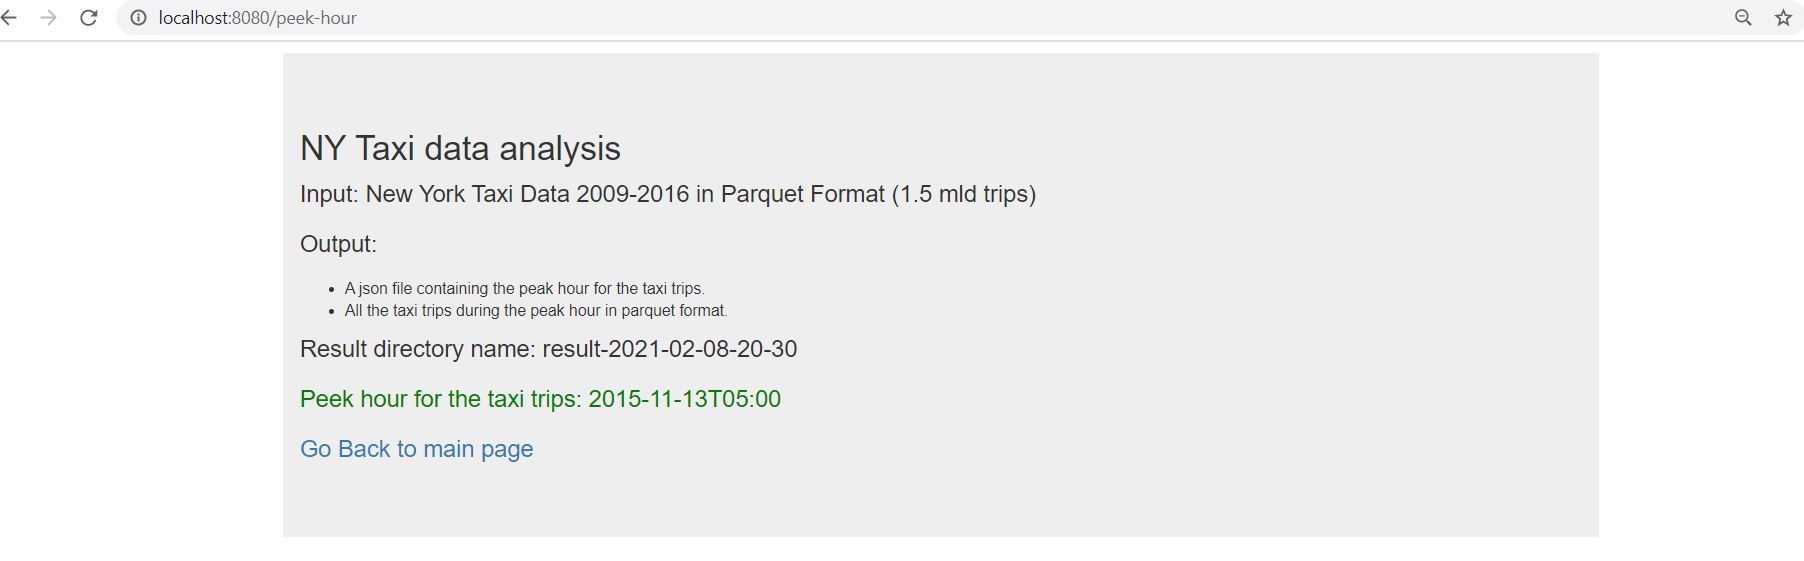 localhost:8080/peek-hour
NY Taxi data analysis
Input: New York Taxi Data 2009-2016 in Parquet Format (1.5 mld trips)
Output:
• A json file containing the peak hour for the taxi trips.
• All the taxi trips during the peak hour in parquet format.
Result directory name: result-2021-02-08-20-30
Peek hour for the taxi trips: 2015-11-13T05:00
Go Back to main page